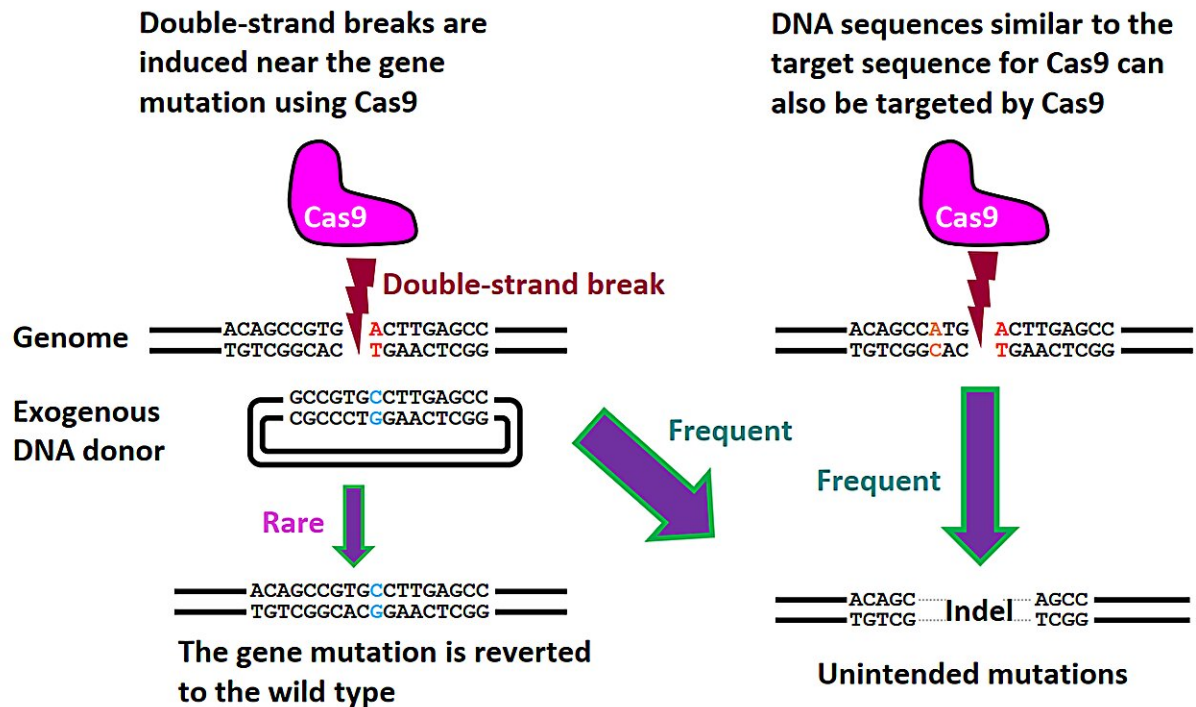 Double-strand breaks are
induced near the gene
mutation using Cas9
DNA sequences similar to the
target sequence for Cas9 can
also be targeted by Cas9
Cas9
Cas9
Double-strand break
Genome
ACAGCCGTG ACTTGAGCC
TGTCGGCAC TGAACTCGG
ACAGCCATG ACTTGAGCC
TGTCGGCAC TGAACTCGG
Exogenous
DNA donor
GCCGTGCCTTGAGCC
CGCCCTGGAACTCGG
Frequent
Frequent
Rare
ACAGCCGTGCCTTGAGCC
TGTCGGCACGGAACTCGG
ACAGC Indel AGCC
TGTCG TCGG
The gene mutation is reverted
to the wild type
Unintended mutations